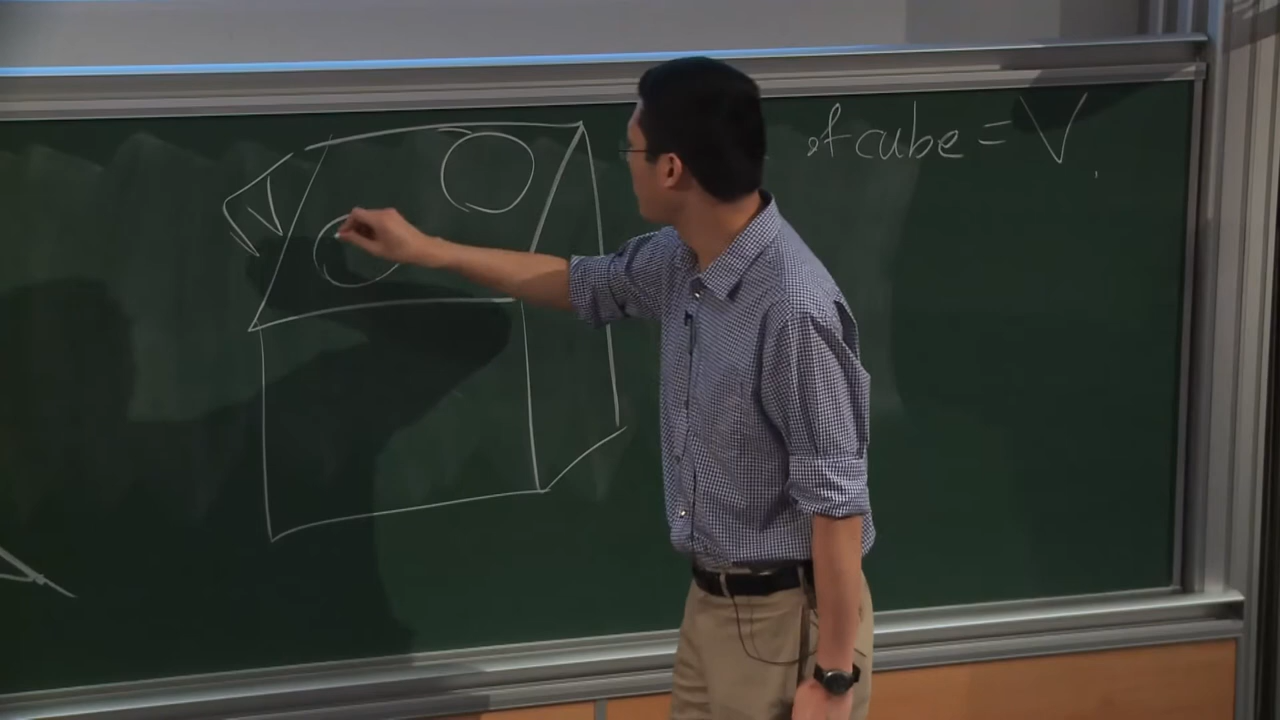 of cube = V